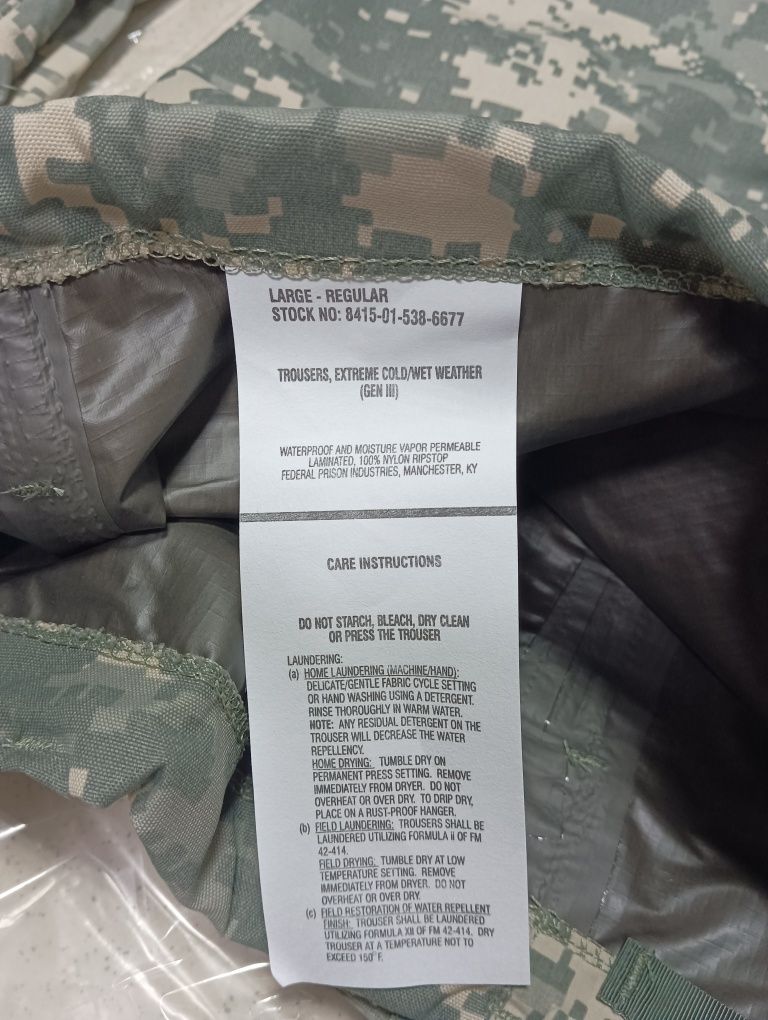 LARGE - REGULAR
STOCK NO: 8415-01-538-6677
TROUSERS, EXTREME COLD/WET WEATHER
(GEN III)
WATERPROOF AND MOISTURE VAPOR PERMEABLE
LAMINATED, 100% NYLON RIPSTOP
FEDERAL PRISON INDUSTRIES, MANCHESTER, KY
CARE INSTRUCTIONS
DO NOT STARCH, BLEACH, DRY CLEAN
OR PRESS THE TROUSER
LAUNDERING:
(a) HOME LAUNDERING (MACHINE/HAND):
DELICATE/GENTLE FABRIC CYCLE SETTING
OR HAND WASHING USING A DETERGENT.
RINSE THOROUGHLY IN WARM WATER.
NOTE: ANY RESIDUAL DETERGENT ON THE
TROUSER WILL DECREASE THE WATER
REPELLENCY.
HOME DRYING: TUMBLE DRY ON
PERMANENT PRESS SETTING. REMOVE
IMMEDIATELY FROM DRYER. DO NOT
OVERHEAT OR OVER DRY. TO DRIP DRY,
PLACE ON A RUST-PROOF HANGER.
(b) FIELD LAUNDERING: TROUSERS SHALL BE
LAUNDERED UTILIZING FORMULA II OF FM
42-414.
FIELD DRYING: TUMBLE DRY AT LOW
TEMPERATURE SETTING. REMOVE
IMMEDIATELY FROM DRYER. DO NOT
OVERHEAT OR OVER DRY.
(c) FIELD RESTORATION OF WATER REPELLENT
FINISH: TROUSER SHALL BE LAUNDERED
UTILIZING FORMULA XII OF FM 42-414. DRY
TROUSER AT A TEMPERATURE NOT TO
EXCEED 150°F.